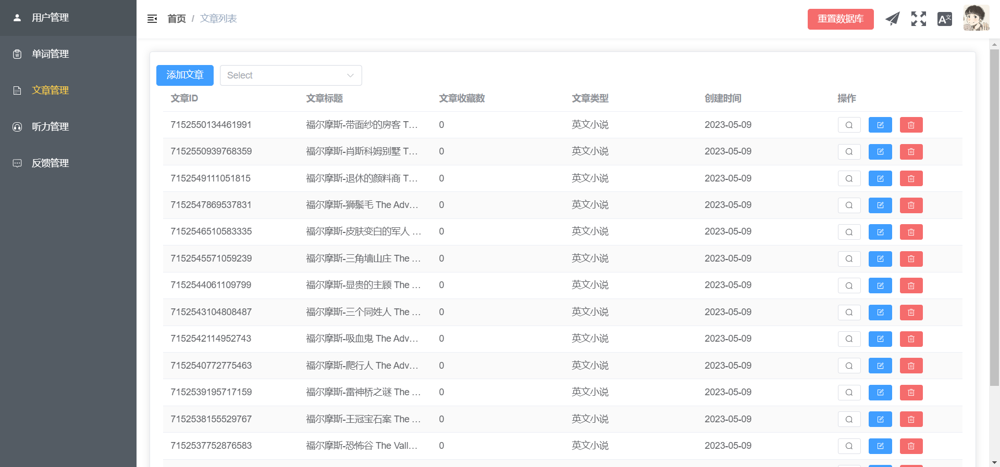 用户管理
单词管理
文章管理
听力管理
反馈管理
首页 / 文章列表
重置数据库
添加文章 Select
文章ID 文章标题 文章收藏数 文章类型 创建时间 操作
7152550134461991 福尔摩斯-带面纱的房客 T... 0 英文小说 2023-05-09
7152550939768359 福尔摩斯-肖斯科姆别墅 T... 0 英文小说 2023-05-09
7152549111051815 福尔摩斯-退休的颜料商 T... 0 英文小说 2023-05-09
7152547869537831 福尔摩斯-狮鬃毛 The Adv... 0 英文小说 2023-05-09
7152546510583335 福尔摩斯-皮肤变白的军人 ... 0 英文小说 2023-05-09
7152545571059239 福尔摩斯-三角墙山庄 The ... 0 英文小说 2023-05-09
7152544061109799 福尔摩斯-显贵的主顾 The ... 0 英文小说 2023-05-09
7152543104808487 福尔摩斯-三个同姓人 The ... 0 英文小说 2023-05-09
7152542114952743 福尔摩斯-吸血鬼 The Adv... 0 英文小说 2023-05-09
7152540772775463 福尔摩斯-爬行人 The Adv... 0 英文小说 2023-05-09
7152539195717159 福尔摩斯-雷神桥之谜 The ... 0 英文小说 2023-05-09
7152538155529767 福尔摩斯-王冠宝石案 The ... 0 英文小说 2023-05-09
7152537752876583 福尔摩斯-恐怖谷 The Vall... 0 英文小说 2023-05-09